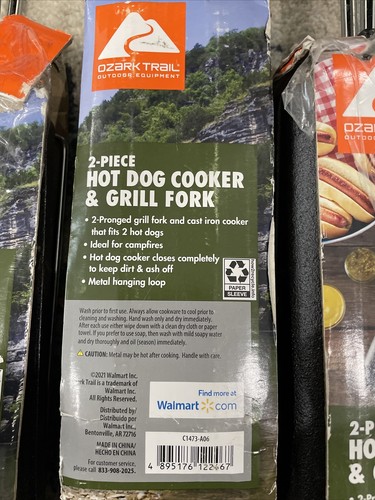 OZARK TRAIL
OUTDOOR EQUIPMENT
2-PIECE
HOT DOG COOKER
& GRILL FORK
• 2-Pronged grill fork and cast iron cooker
that fits 2 hot dogs
• Ideal for campfires
• Hot dog cooker closes completely
to keep dirt & ash off
• Metal hanging loop
PAPER
SLEEVE
Wash prior to first use. Always allow cookware to cool prior to
cleaning and washing. Hand wash only and dry immediately.
After each use either wipe down with a clean dry cloth or paper
towel. If you prefer to use soap, then wash with mild soapy water
and dry thoroughly and oil (season) immediately.
CAUTION: Metal may be hot after cooking. Handle with care.
©2021 Walmart Inc.
rk Trail is a trademark of
Walmart Inc.
All Rights Reserved.
Distributed by/
Distribuido por
Walmart Inc.,
Bentonville, AR 72716
MADE IN CHINA/
HECHO EN CHINA
For customer service,
please call 833-908-2025.
Find more at
Walmart com
C1473-A06
4 895176 122467
OZA
OUTDOO
2-P
HO
& G